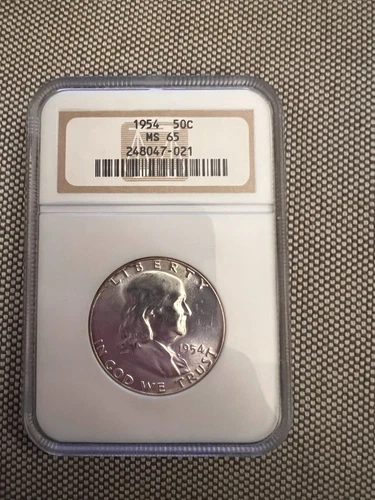 1954 50C
MS 65
248047-021
LIBERTY
1954
IN GOD WE TRUST